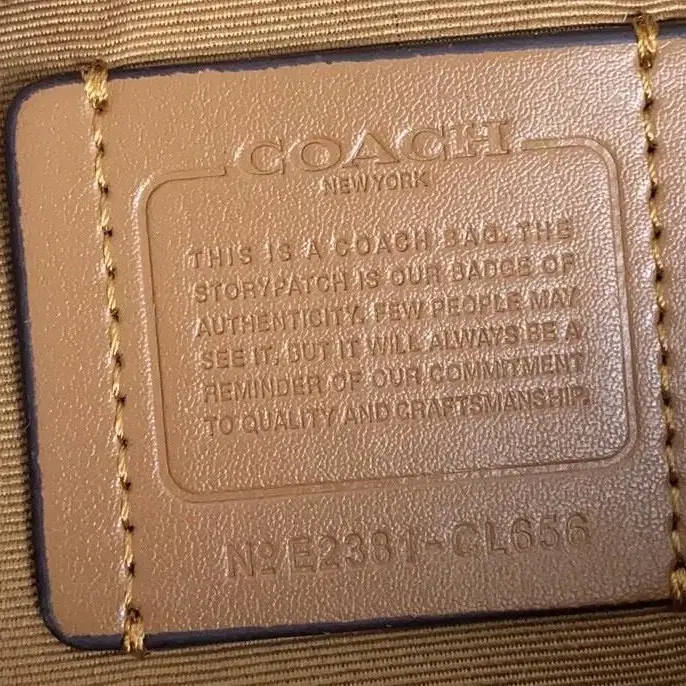 COACH
NEW YORK
THIS IS A COACH BAG. THE
STORYPATCH IS OUR BADGE OF
AUTHENTICITY. FEW PEOPLE MAY
SEE IT, BUT IT WILL ALWAYS BE A
REMINDER OF OUR COMMITMENT
TO QUALITY AND CRAFTSMANSHIP.
Nº E2381-CL656